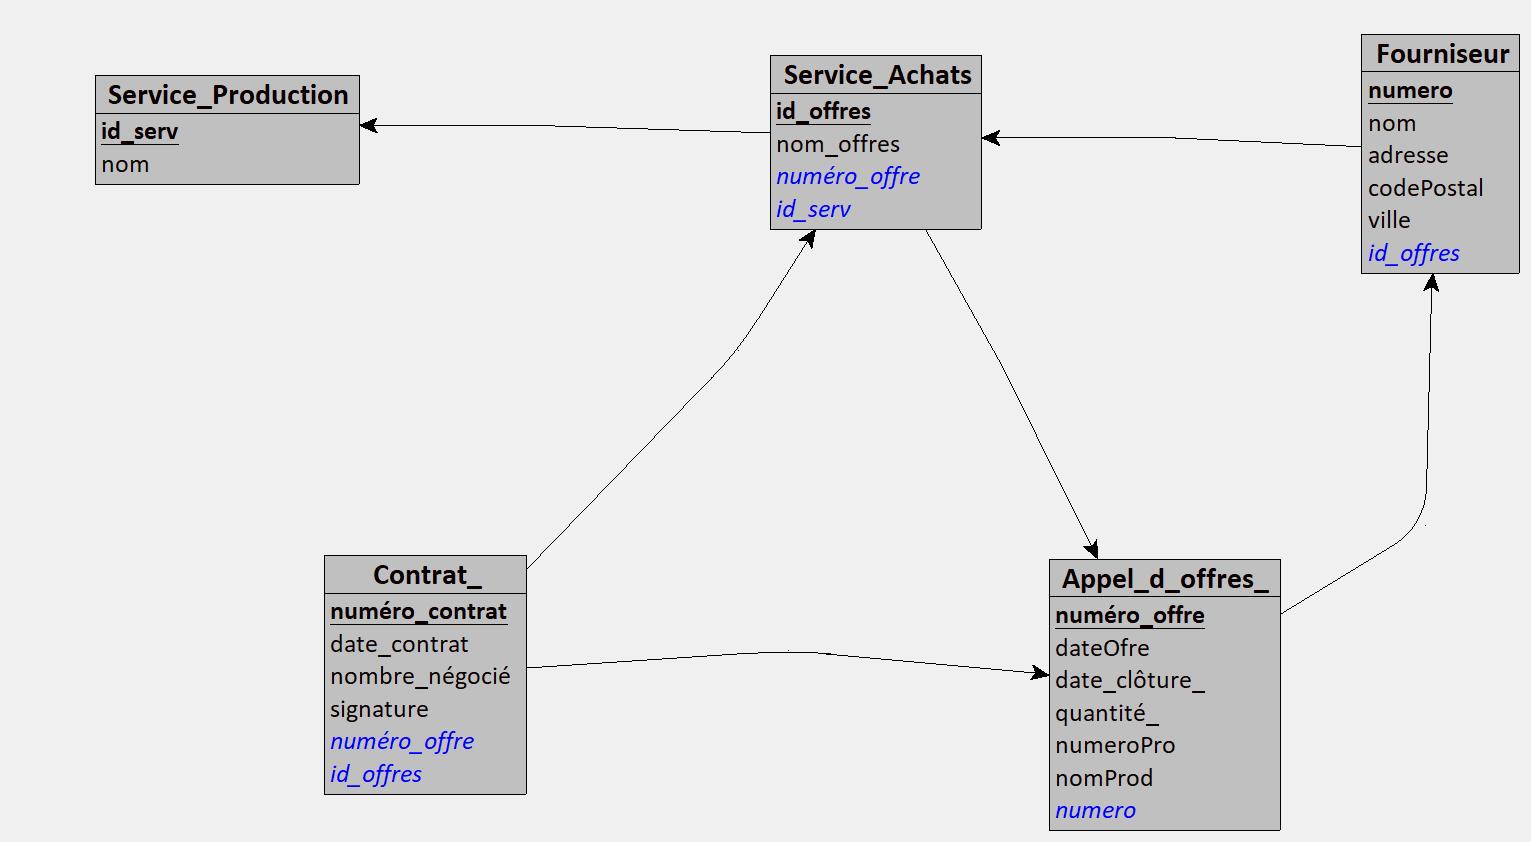 Service_Production
id_serv
nom
Service_Achats
id_offres
nom_offres
numéro_offre
id_serv
Fourniseur
numero
nom
adresse
codePostal
ville
id_offres
Contrat_
numéro_contrat
date_contrat
nombre_négocié
signature
numéro_offre
id_offres
Appel_d_offres_
numéro_offre
dateOfre
date_clôture_
quantité_
numeroPro
nomProd
numero